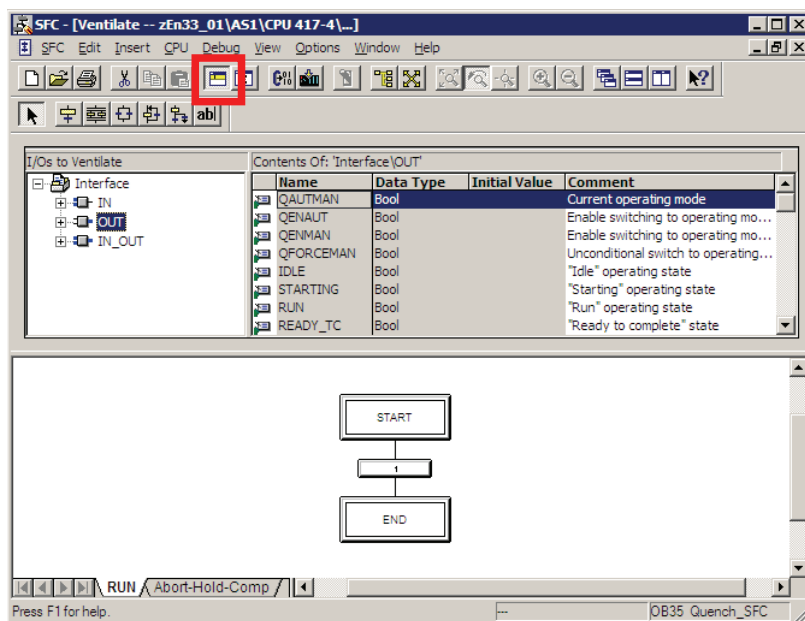 SFC - [Ventilate -- zEn33_01\AS1\CPU 417-4\...]
SFC Edit Insert CPU Debug View Options Window Help
abl
I/Os to Ventilate
Contents Of: 'Interface\OUT'
Interface
IN
OUT
IN_OUT
Name Data Type Initial Value Comment
QAUTMAN Bool Current operating mode
QENAUT Bool Enable switching to operating mo...
QENMAN Bool Enable switching to operating mo...
QFORCEMAN Bool Unconditional switch to operating...
IDLE Bool "Idle" operating state
STARTING Bool "Starting" operating state
RUN Bool "Run" operating state
READY_TC Bool "Ready to complete" state
START
1
END
RUN Abort-Hold-Comp
Press F1 for help. --- OB35 Quench_SFC